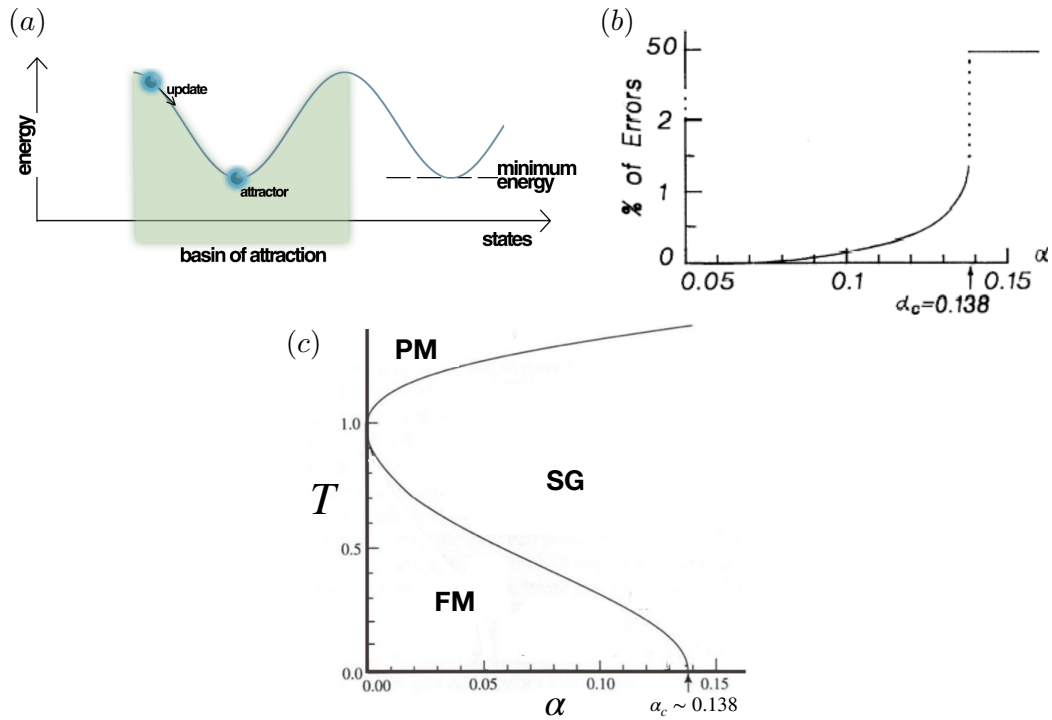 (a)
energy
update
attractor
minimum
energy
states
basin of attraction
(b)
% of Errors
50
2
1
0
0.05
0.1
0.15
α
αc=0.138
(c)
PM
SG
FM
T
1.0
0.5
0.0
0.00
0.05
0.10
0.15
α
αc ∼ 0.138